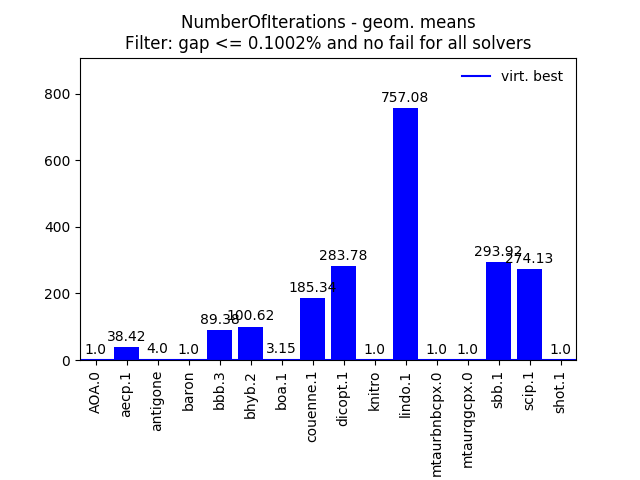 NumberOfIterations - geom. means
Filter: gap <= 0.1002% and no fail for all solvers
virt. best
800
600
400
200
0
1.0
38.42
4.0
1.0
89.38
100.62
3.15
185.34
283.78
1.0
757.08
1.0
1.0
293.92
274.13
1.0
AOA.0
aecp.1
antigone
baron
bbb.3
bhyb.2
boa.1
couenne.1
dicopt.1
knitro
lindo.1
mtaurbnbcpx.0
mtaurqgcpx.0
sbb.1
scip.1
shot.1